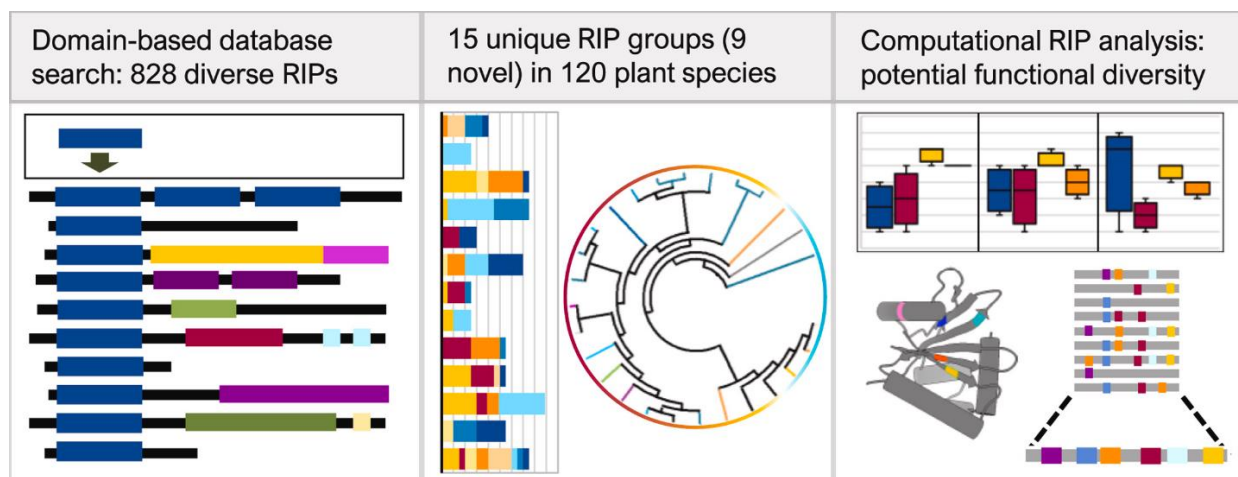 Domain-based database
search: 828 diverse RIPs
15 unique RIP groups (9
novel) in 120 plant species
Computational RIP analysis:
potential functional diversity